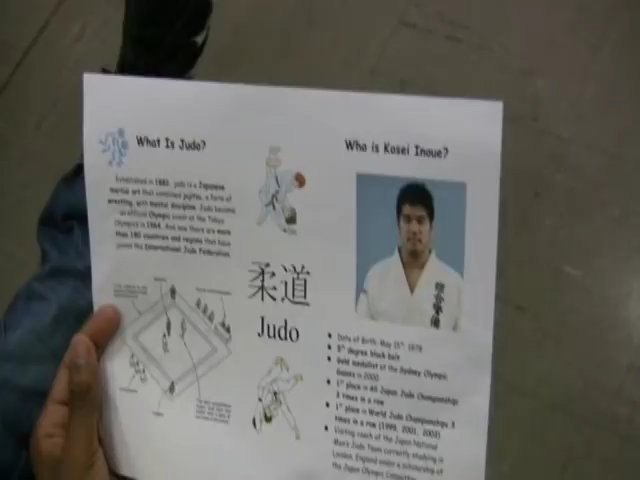 What Is Judo?
Established in 1882, judo is a Japanese
martial art that combined jujitsu, a form of
wrestling, with mental discipline. Judo became
an official Olympic event at the Tokyo
Olympics in 1964. And now there are more
than 180 countries and regions that have
joined the International Judo Federation.
柔道
Judo
Who is Kosei Inoue?
Date of Birth: May 15th, 1978
5th degree black belt
Gold medalist at the Sydney Olympic
Games in 2000
1st place in All Japan Judo Championship
3 times in a row
1st place in World Judo Championships 3
times in a row (1999, 2001, 2003)
Visiting coach of the Japan National
Men's Judo Team currently studying in
London, England under a scholarship of
the Japan Olympic Committee